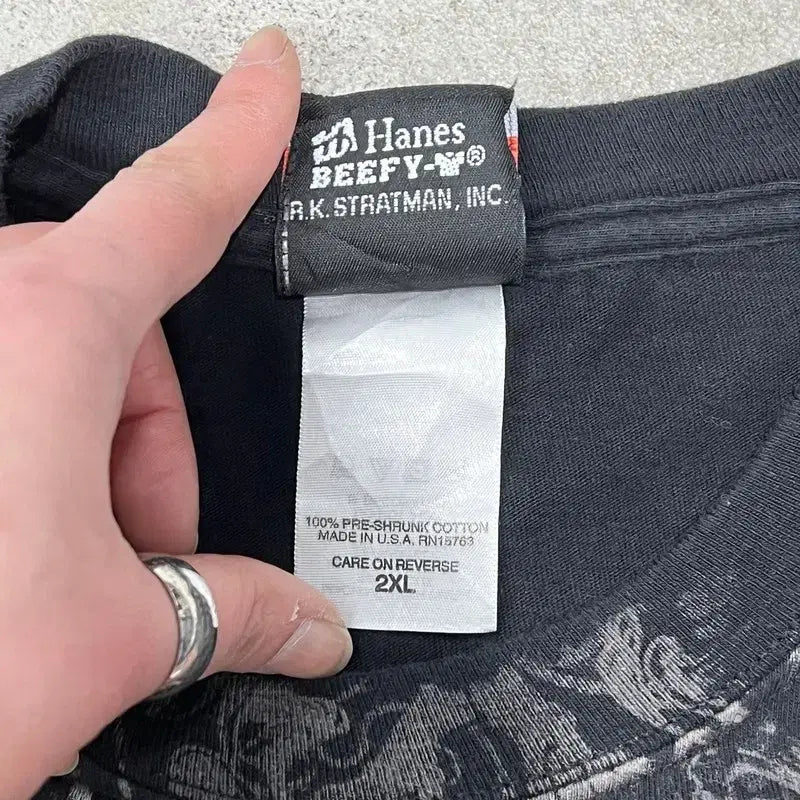 Hanes
BEEFY-T®
R.K. STRATMAN, INC.
100% PRE-SHRUNK COTTON
MADE IN U.S.A. RN15763
CARE ON REVERSE
2XL